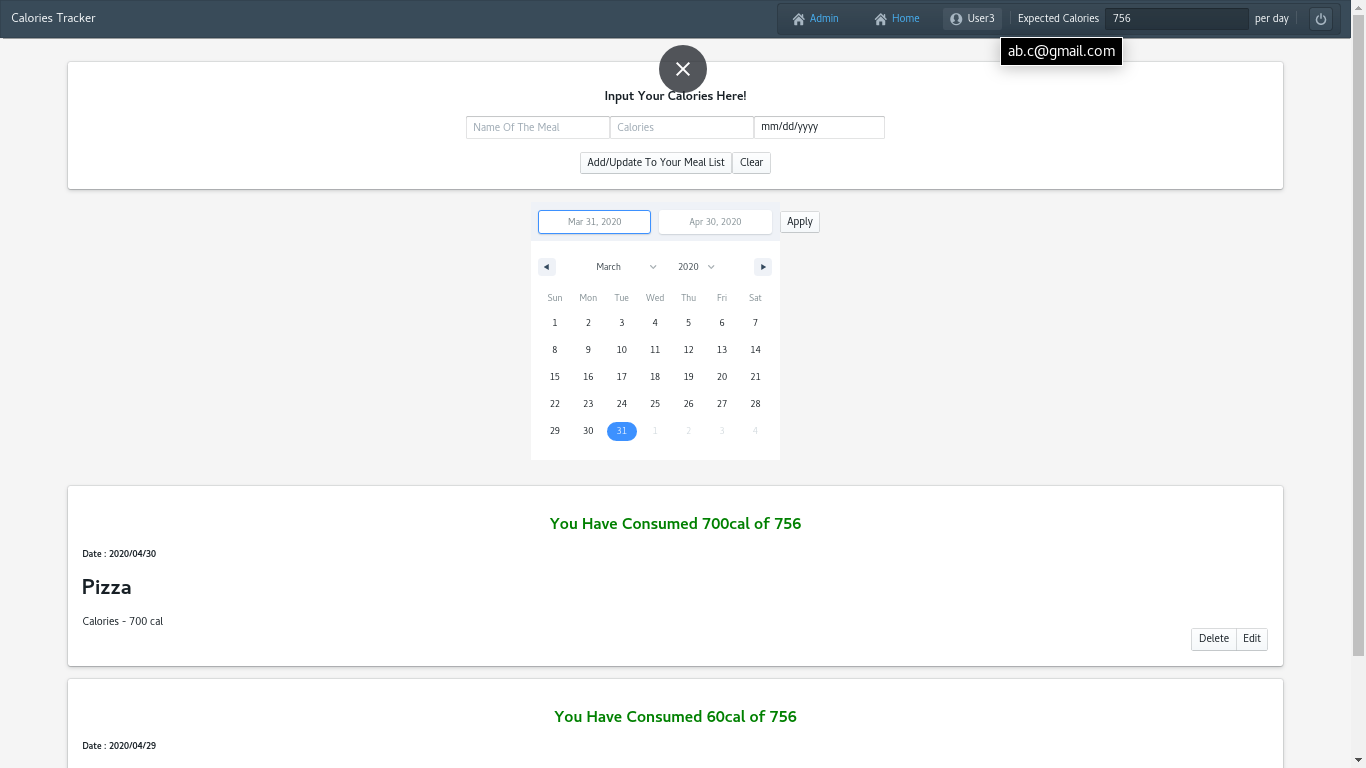 Calories Tracker Admin Home User3 Expected Calories 756 per day
ab.c@gmail.com
Input Your Calories Here!
Name Of The Meal Calories mm/dd/yyyy
Add/Update To Your Meal List Clear
Mar 31, 2020 Apr 30, 2020 Apply
March 2020
Sun Mon Tue Wed Thu Fri Sat
1 2 3 4 5 6 7
8 9 10 11 12 13 14
15 16 17 18 19 20 21
22 23 24 25 26 27 28
29 30 31 1 2 3 4
You Have Consumed 700cal of 756
Date : 2020/04/30
Pizza
Calories - 700 cal
Delete Edit
You Have Consumed 60cal of 756
Date : 2020/04/29